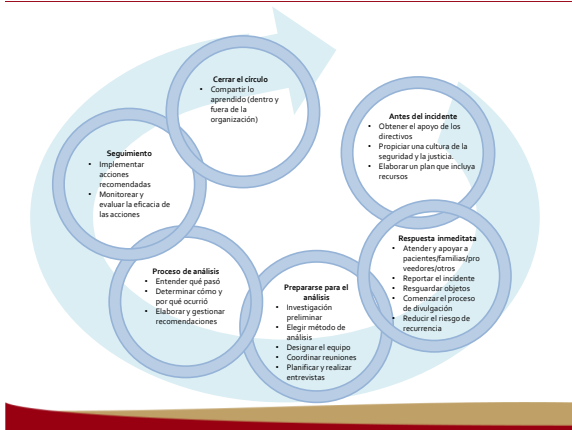 Cerrar el círculo
• Compartir lo
aprendido (dentro y
fuera de la
organización)
Antes del incidente
• Obtener el apoyo de los
directivos
• Propiciar una cultura de la
seguridad y la justicia.
• Elaborar un plan que incluya
recursos
Seguimiento
• Implementar
acciones
recomendadas
• Monitorear y
evaluar la eficacia de
las acciones
Respuesta inmeditata
• Atender y apoyar a
pacientes/familias/pro
veedores/otros
• Reportar el incidente
• Resguardar objetos
• Comenzar el proceso
de divulgación
• Reducir el riesgo de
recurrencia
Proceso de análisis
• Entender qué pasó
• Determinar cómo y
por qué ocurrió
• Elaborar y gestionar
recomendaciones
Prepararse para el
análisis
• Investigación
preliminar
• Elegir método de
análisis
• Designar el equipo
• Coordinar reuniones
• Planificar y realizar
entrevistas